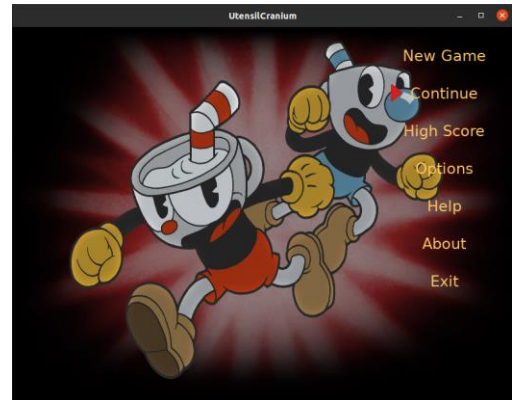 UtensilCranium
New Game
Continue
High Score
Options
Help
About
Exit